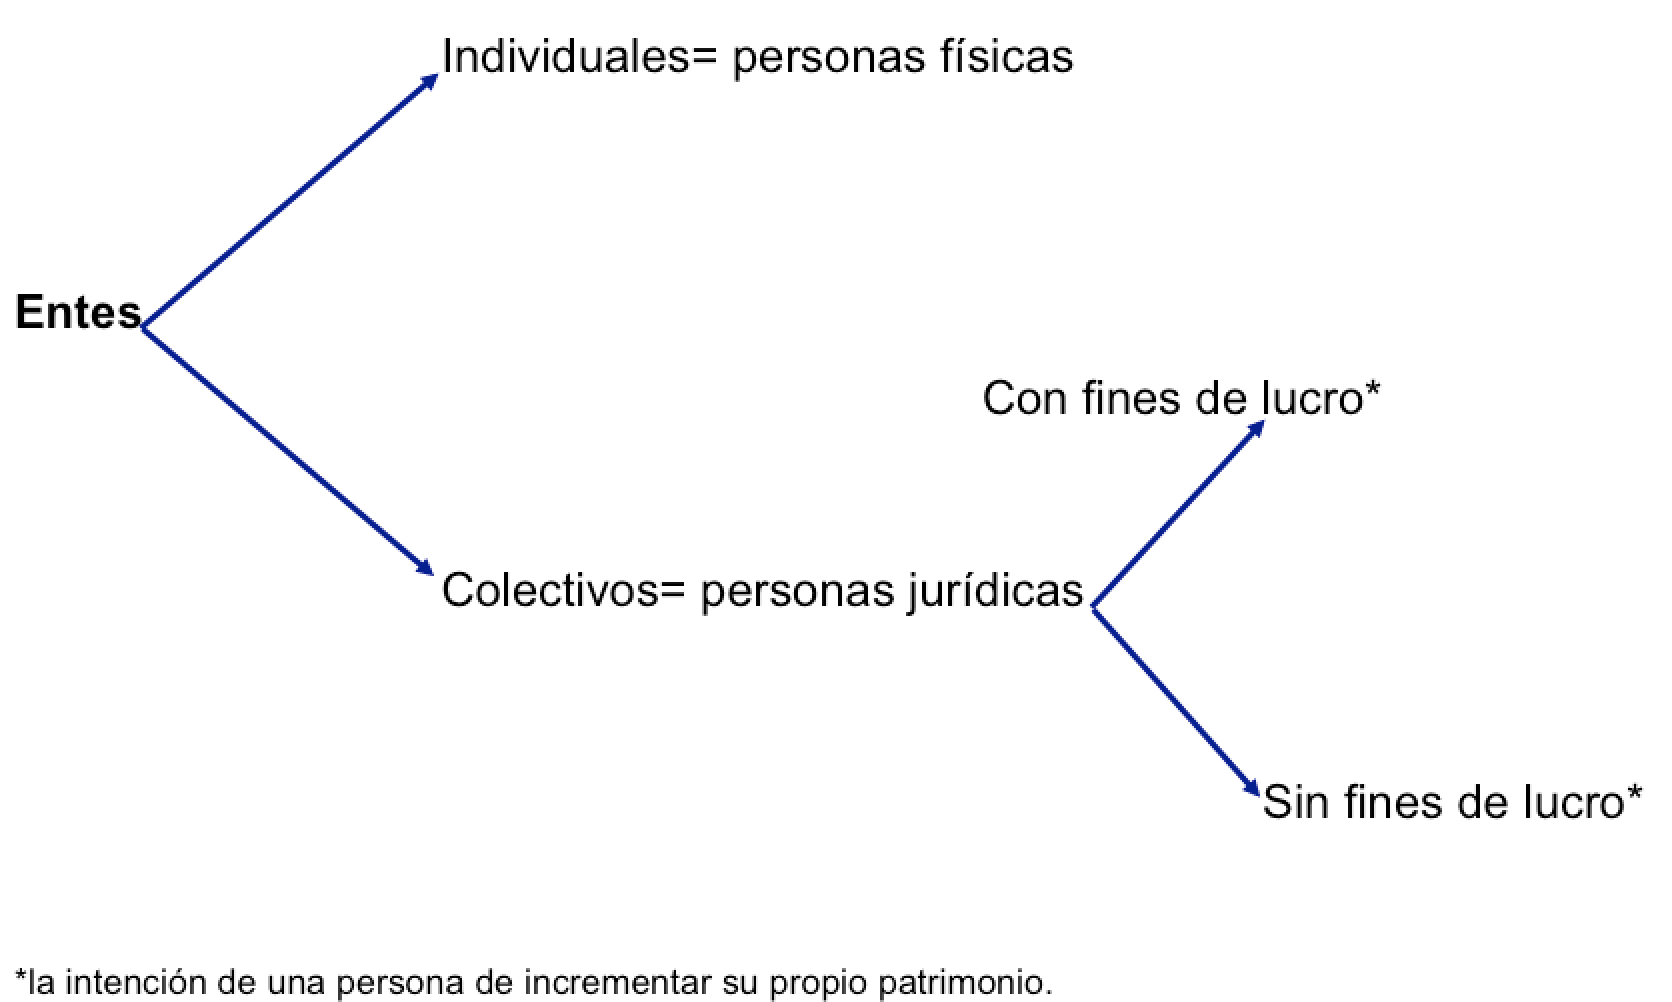 Individuales= personas físicas
Entes
Con fines de lucro*
Colectivos= personas jurídicas
Sin fines de lucro*
*la intención de una persona de incrementar su propio patrimonio.